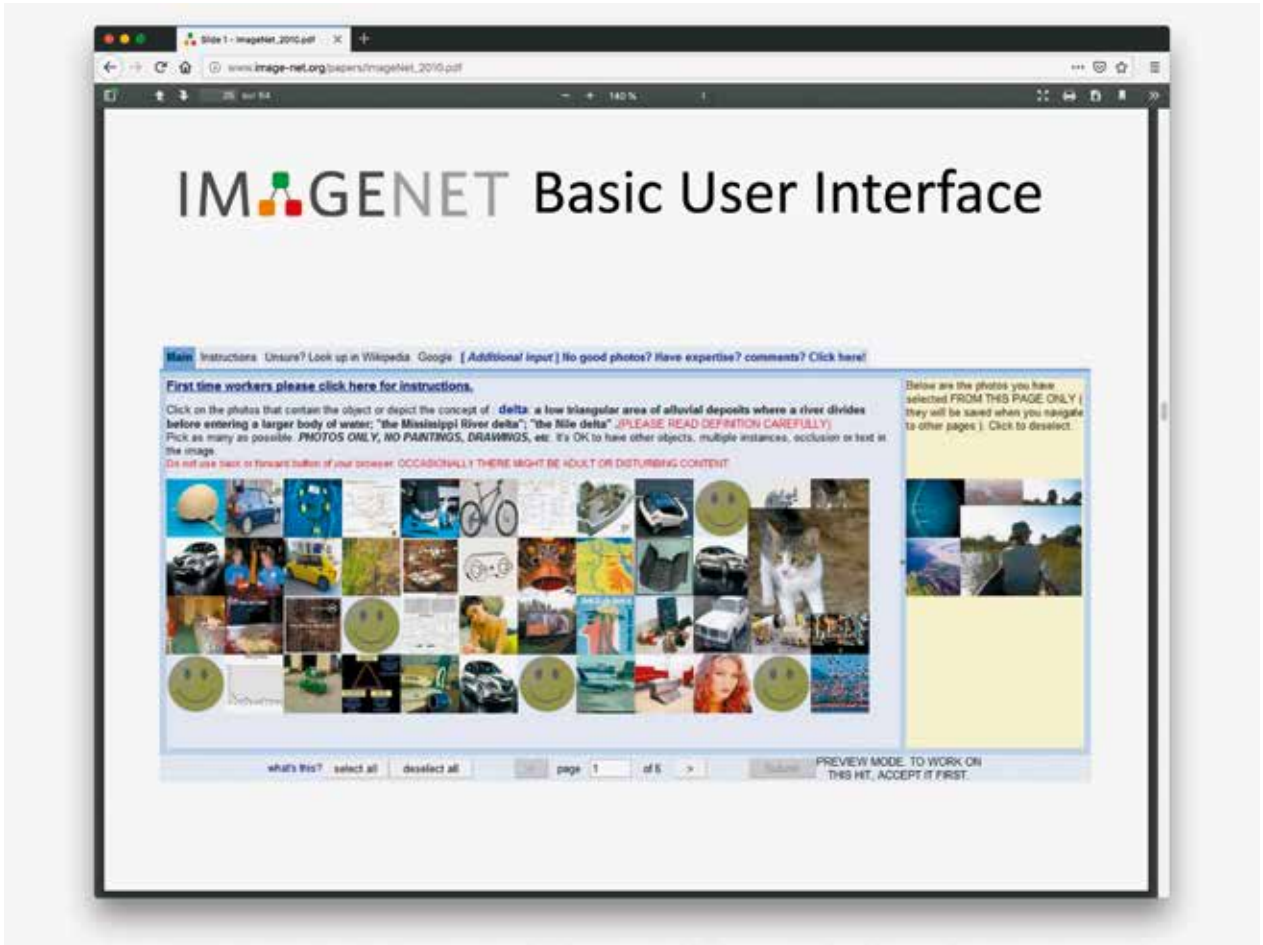 Slide 1 - ImageNet_2010.pdf
www.image-net.org/papers/ImageNet_2010.pdf
140 %
IMAGENET Basic User Interface
Main Instructions Unsure? Look up in Wikipedia Google [ Additional input ] No good photos? Have expertise? comments? Click here!
First time workers please click here for instructions.
Click on the photos that contain the object or depict the concept of : delta: a low triangular area of alluvial deposits where a river divides
before entering a larger body of water; "the Mississippi River delta"; "the Nile delta" .(PLEASE READ DEFINITION CAREFULLY)
Pick as many as possible. PHOTOS ONLY, NO PAINTINGS, DRAWINGS, etc. It's OK to have other objects, multiple instances, occlusion or text in
the image.
Do not use back or forward button of your browser. OCCASIONALLY THERE MIGHT BE ADULT OR DISTURBING CONTENT.
Below are the photos you have
selected FROM THIS PAGE ONLY (
they will be saved when you navigate
to other pages ). Click to deselect.
what's this? select all deselect all < page 1 of 6 > Submit
PREVIEW MODE. TO WORK ON
THIS HIT, ACCEPT IT FIRST.